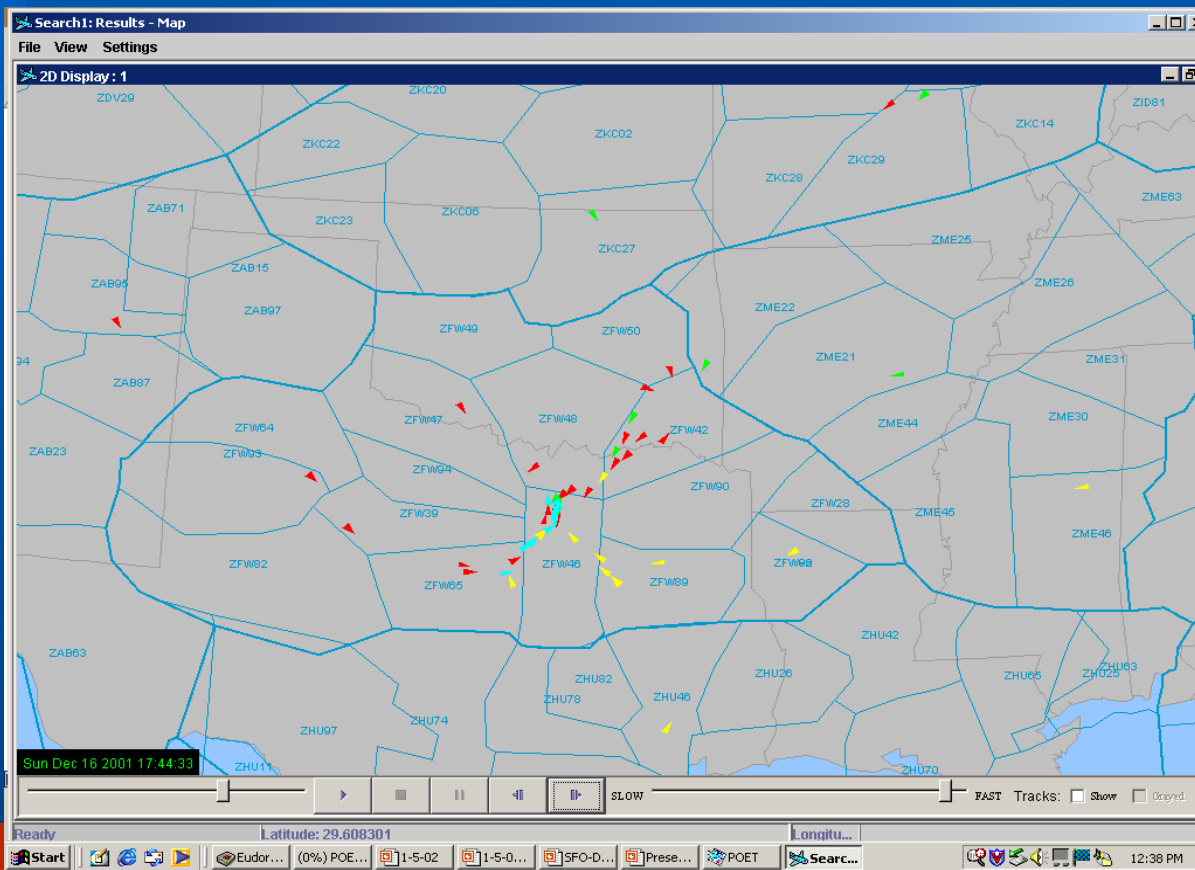 Search1: Results - Map
File View Settings
2D Display : 1
ZDV29
ZKC20
ZID81
ZKC22
ZKC02
ZKC14
ZKC29
ZKC28
ZME63
ZAB71
ZKC23
ZKC06
ZKC27
ZME25
ZAB15
ZAB95
ZME26
ZAB97
ZME22
ZFW49
ZFW50
94
ZME21
ZME31
ZAB87
ZFW64
ZFW47
ZFW48
ZFW42
ZME44
ZME30
ZAB23
ZFW93
ZFW94
ZFW90
ZFW28
ZFW39
ZME45
ZME46
ZFW82
ZFW65
ZFW46
ZFW89
ZAB63
ZHU42
ZHU82
ZHU26
ZHU65
ZHU25
ZHU63
ZHU78
ZHU46
ZHU74
ZHU97
ZHU11
ZHU70
Sun Dec 16 2001 17:44:33
SLOW
FAST Tracks: Show Grayed
Ready Latitude: 29.608301 Longitu...
Start Eudor... (0%) POE... 1-5-02 1-5-0... SFO-D... Prese... POET Searc... 12:38 PM